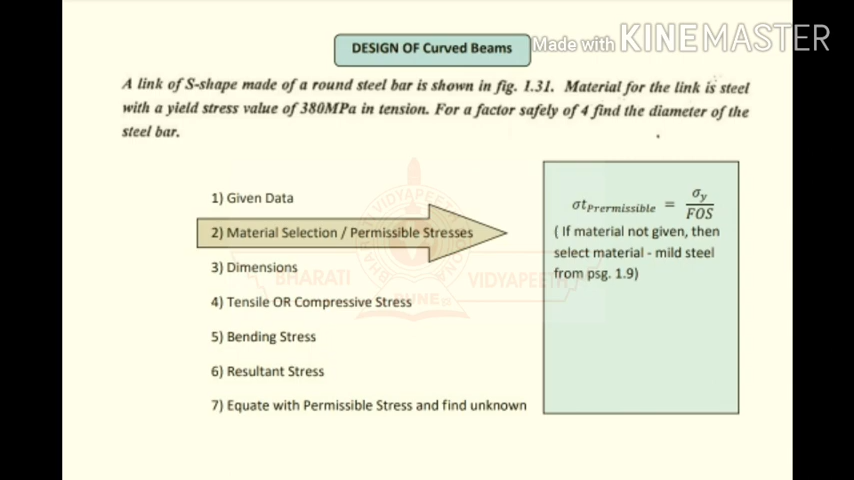 DESIGN OF Curved Beams
Made with KINEMASTER
A link of S-shape made of a round steel bar is shown in fig. 1.31. Material for the link is steel
with a yield stress value of 380MPa in tension. For a factor safely of 4 find the diameter of the
steel bar.
1) Given Data
2) Material Selection / Permissible Stresses
3) Dimensions
4) Tensile OR Compressive Stress
5) Bending Stress
6) Resultant Stress
7) Equate with Permissible Stress and find unknown
σt_Prermissible = σ_y / FOS
( If material not given, then
select material - mild steel
from psg. 1.9)
BHARATI VIDYAPEETH
PUNE